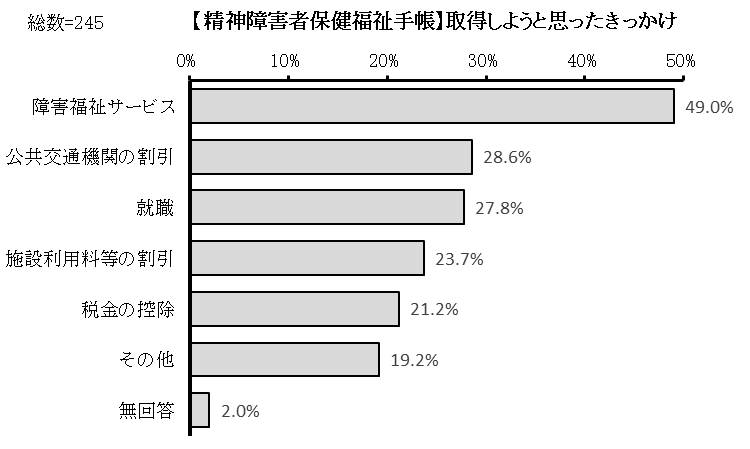 総数=245
【精神障害者保健福祉手帳】取得しようと思ったきっかけ
0% 10% 20% 30% 40% 50%
障害福祉サービス 49.0%
公共交通機関の割引 28.6%
就職 27.8%
施設利用料等の割引 23.7%
税金の控除 21.2%
その他 19.2%
無回答 2.0%